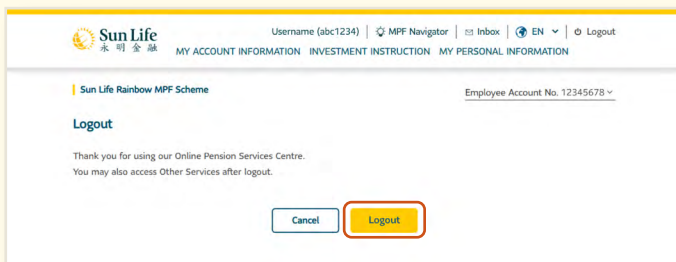 Sun Life
永明金融
Username (abc1234) MPF Navigator Inbox EN Logout
MY ACCOUNT INFORMATION INVESTMENT INSTRUCTION MY PERSONAL INFORMATION
Sun Life Rainbow MPF Scheme
Employee Account No. 12345678
Logout
Thank you for using our Online Pension Services Centre.
You may also access Other Services after logout.
Cancel Logout